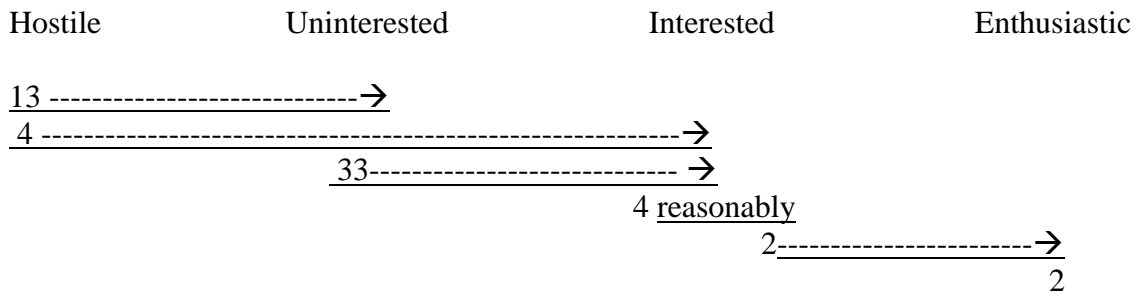 Hostile Uninterested Interested Enthusiastic
13 -----------------------------→
4 ------------------------------------------------------------→
33----------------------------- →
4 reasonably
2------------------------→
2